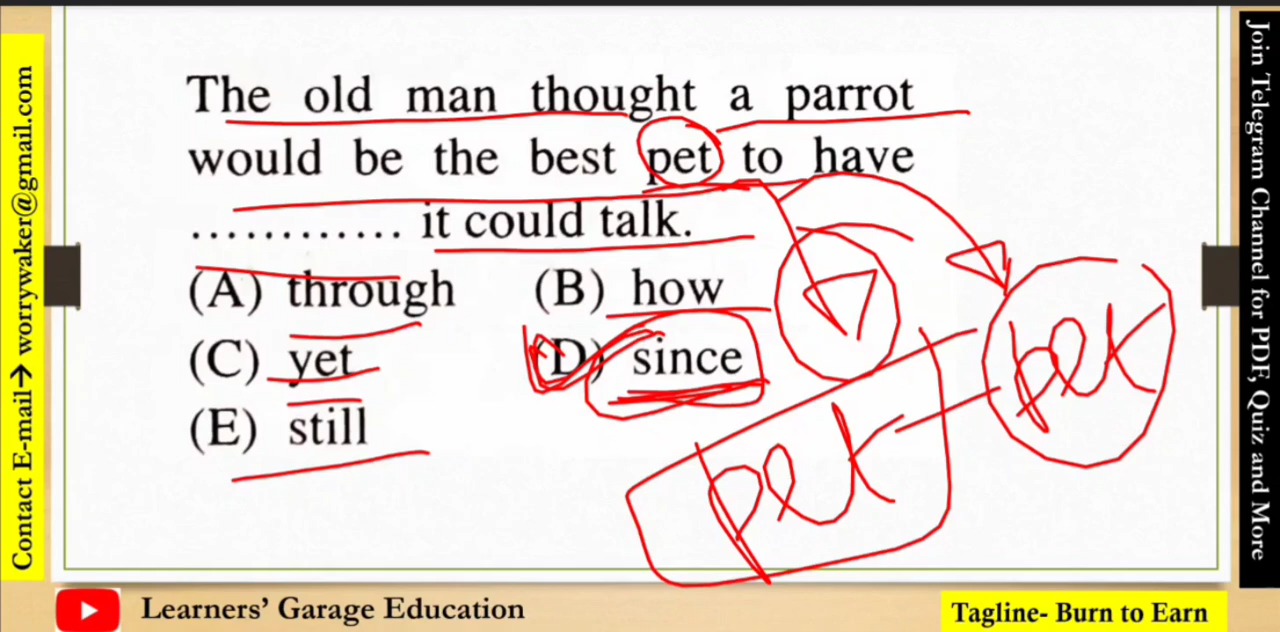 The old man thought a parrot
would be the best pet to have
............ it could talk.
(A) through (B) how
(C) yet (D) since
(E) still
pet
pet
Contact E-mail→ worrywaker@gmail.com
Join Telegram Channel for PDF, Quiz and More
Learners’ Garage Education
Tagline- Burn to Earn